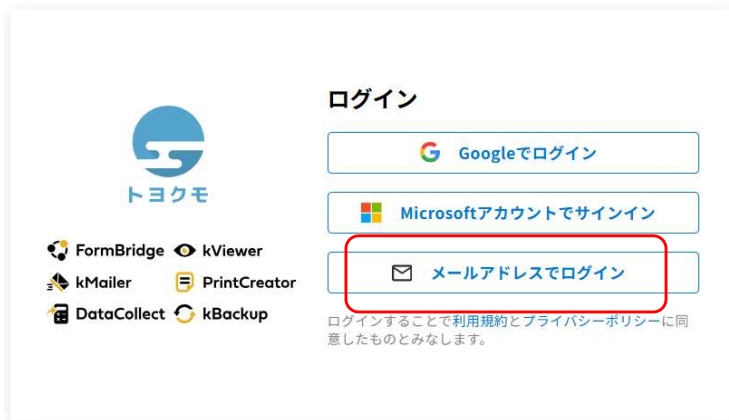 ログイン
Googleでログイン
トヨクモ
Microsoftアカウントでサインイン
FormBridge kViewer
kMailer PrintCreator
DataCollect kBackup
メールアドレスでログイン
ログインすることで利用規約とプライバシーポリシーに同
意したものとみなします。